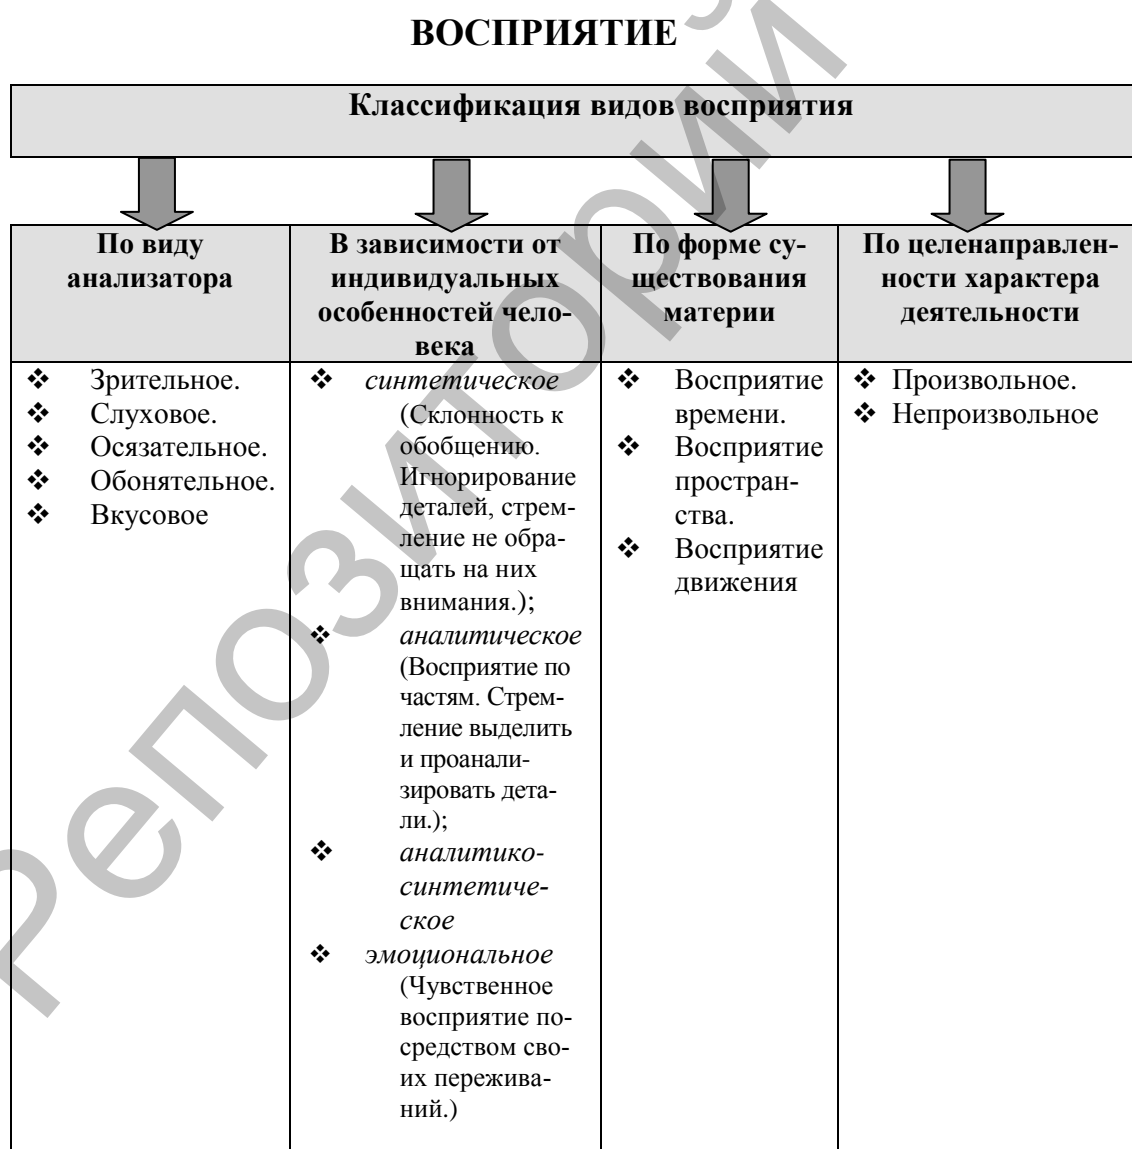 ВОСПРИЯТИЕ
Классификация видов восприятия
По виду
анализатора
В зависимости от
индивидуальных
особенностей чело-
века
По форме су-
ществования
материи
По целенаправлен-
ности характера
деятельности
❖ Зрительное.
❖ Слуховое.
❖ Осязательное.
❖ Обонятельное.
❖ Вкусовое
❖ синтетическое
(Склонность к
обобщению.
Игнорирование
деталей, стрем-
ление не обра-
щать на них
внимания.);
❖ аналитическое
(Восприятие по
частям. Стрем-
ление выделить
и проанали-
зировать дета-
ли.);
❖ аналитико-
синтетиче-
ское
❖ эмоциональное
(Чувственное
восприятие по-
средством сво-
их пережива-
ний.)
❖ Восприятие
времени.
❖ Восприятие
простран-
ства.
❖ Восприятие
движения
❖ Произвольное.
❖ Непроизвольное
Репозиторий